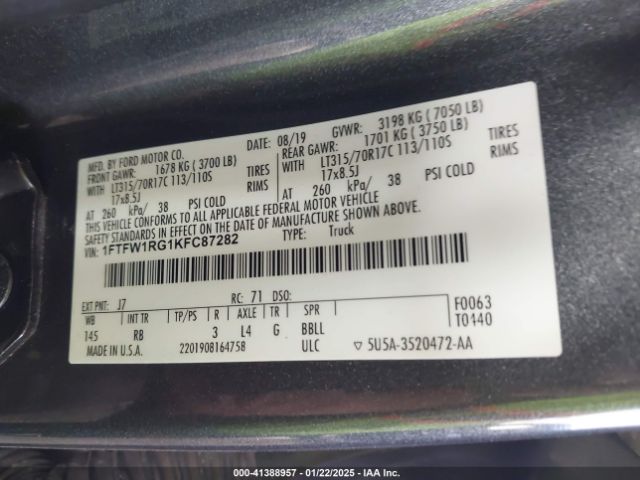 MFD. BY FORD MOTOR CO.
DATE: 08/19 GVWR: 3198 KG ( 7050 LB)
FRONT GAWR: 1678 KG ( 3700 LB)
REAR GAWR: 1701 KG ( 3750 LB)
WITH LT315/70R17C 113/110S TIRES
WITH LT315/70R17C 113/110S TIRES
17x8.5J RIMS
17x8.5J RIMS
AT 260 kPa/ 38 PSI COLD
AT 260 kPa/ 38 PSI COLD
THIS VEHICLE CONFORMS TO ALL APPLICABLE FEDERAL MOTOR VEHICLE
SAFETY STANDARDS IN EFFECT ON THE DATE OF MANUFACTURE SHOWN ABOVE.
VIN: 1FTFW1RG1KFC87282 TYPE: Truck
EXT PNT: J7 RC: 71 DSO: F0063
WB INT TR TP/PS R AXLE TR SPR T0440
145 RB 3 L4 G BBLL
MADE IN U.S.A. 2201908164758 ULC ▽ 5U5A-3520472-AA
000-41388957 - 01/22/2025 - IAA Inc.